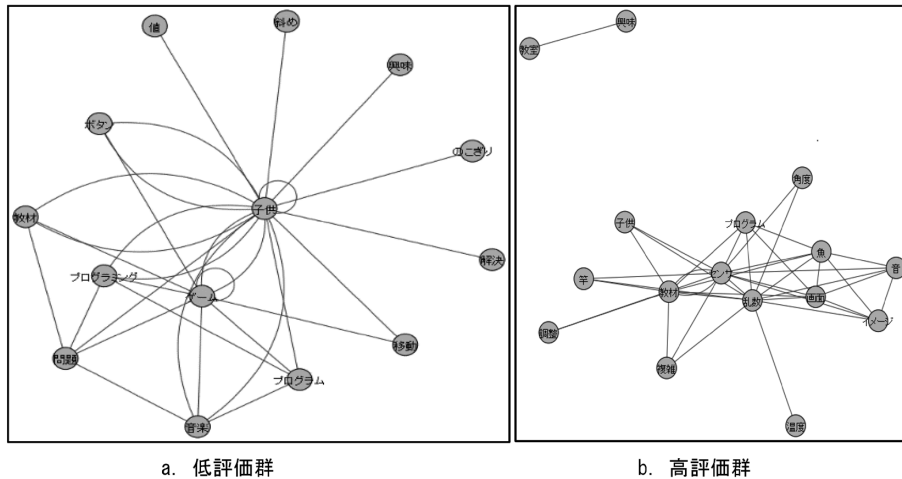 値
斜め
興味
ボタン
のこぎり
子供
教材
解決
プログラミング
ゲーム
移動
問題
プログラム
音楽
興味
教室
角度
子供
プログラム
魚
センサ
音
竿
教材
乱数
画面
イメージ
調整
複雑
温度
a. 低評価群
b. 高評価群